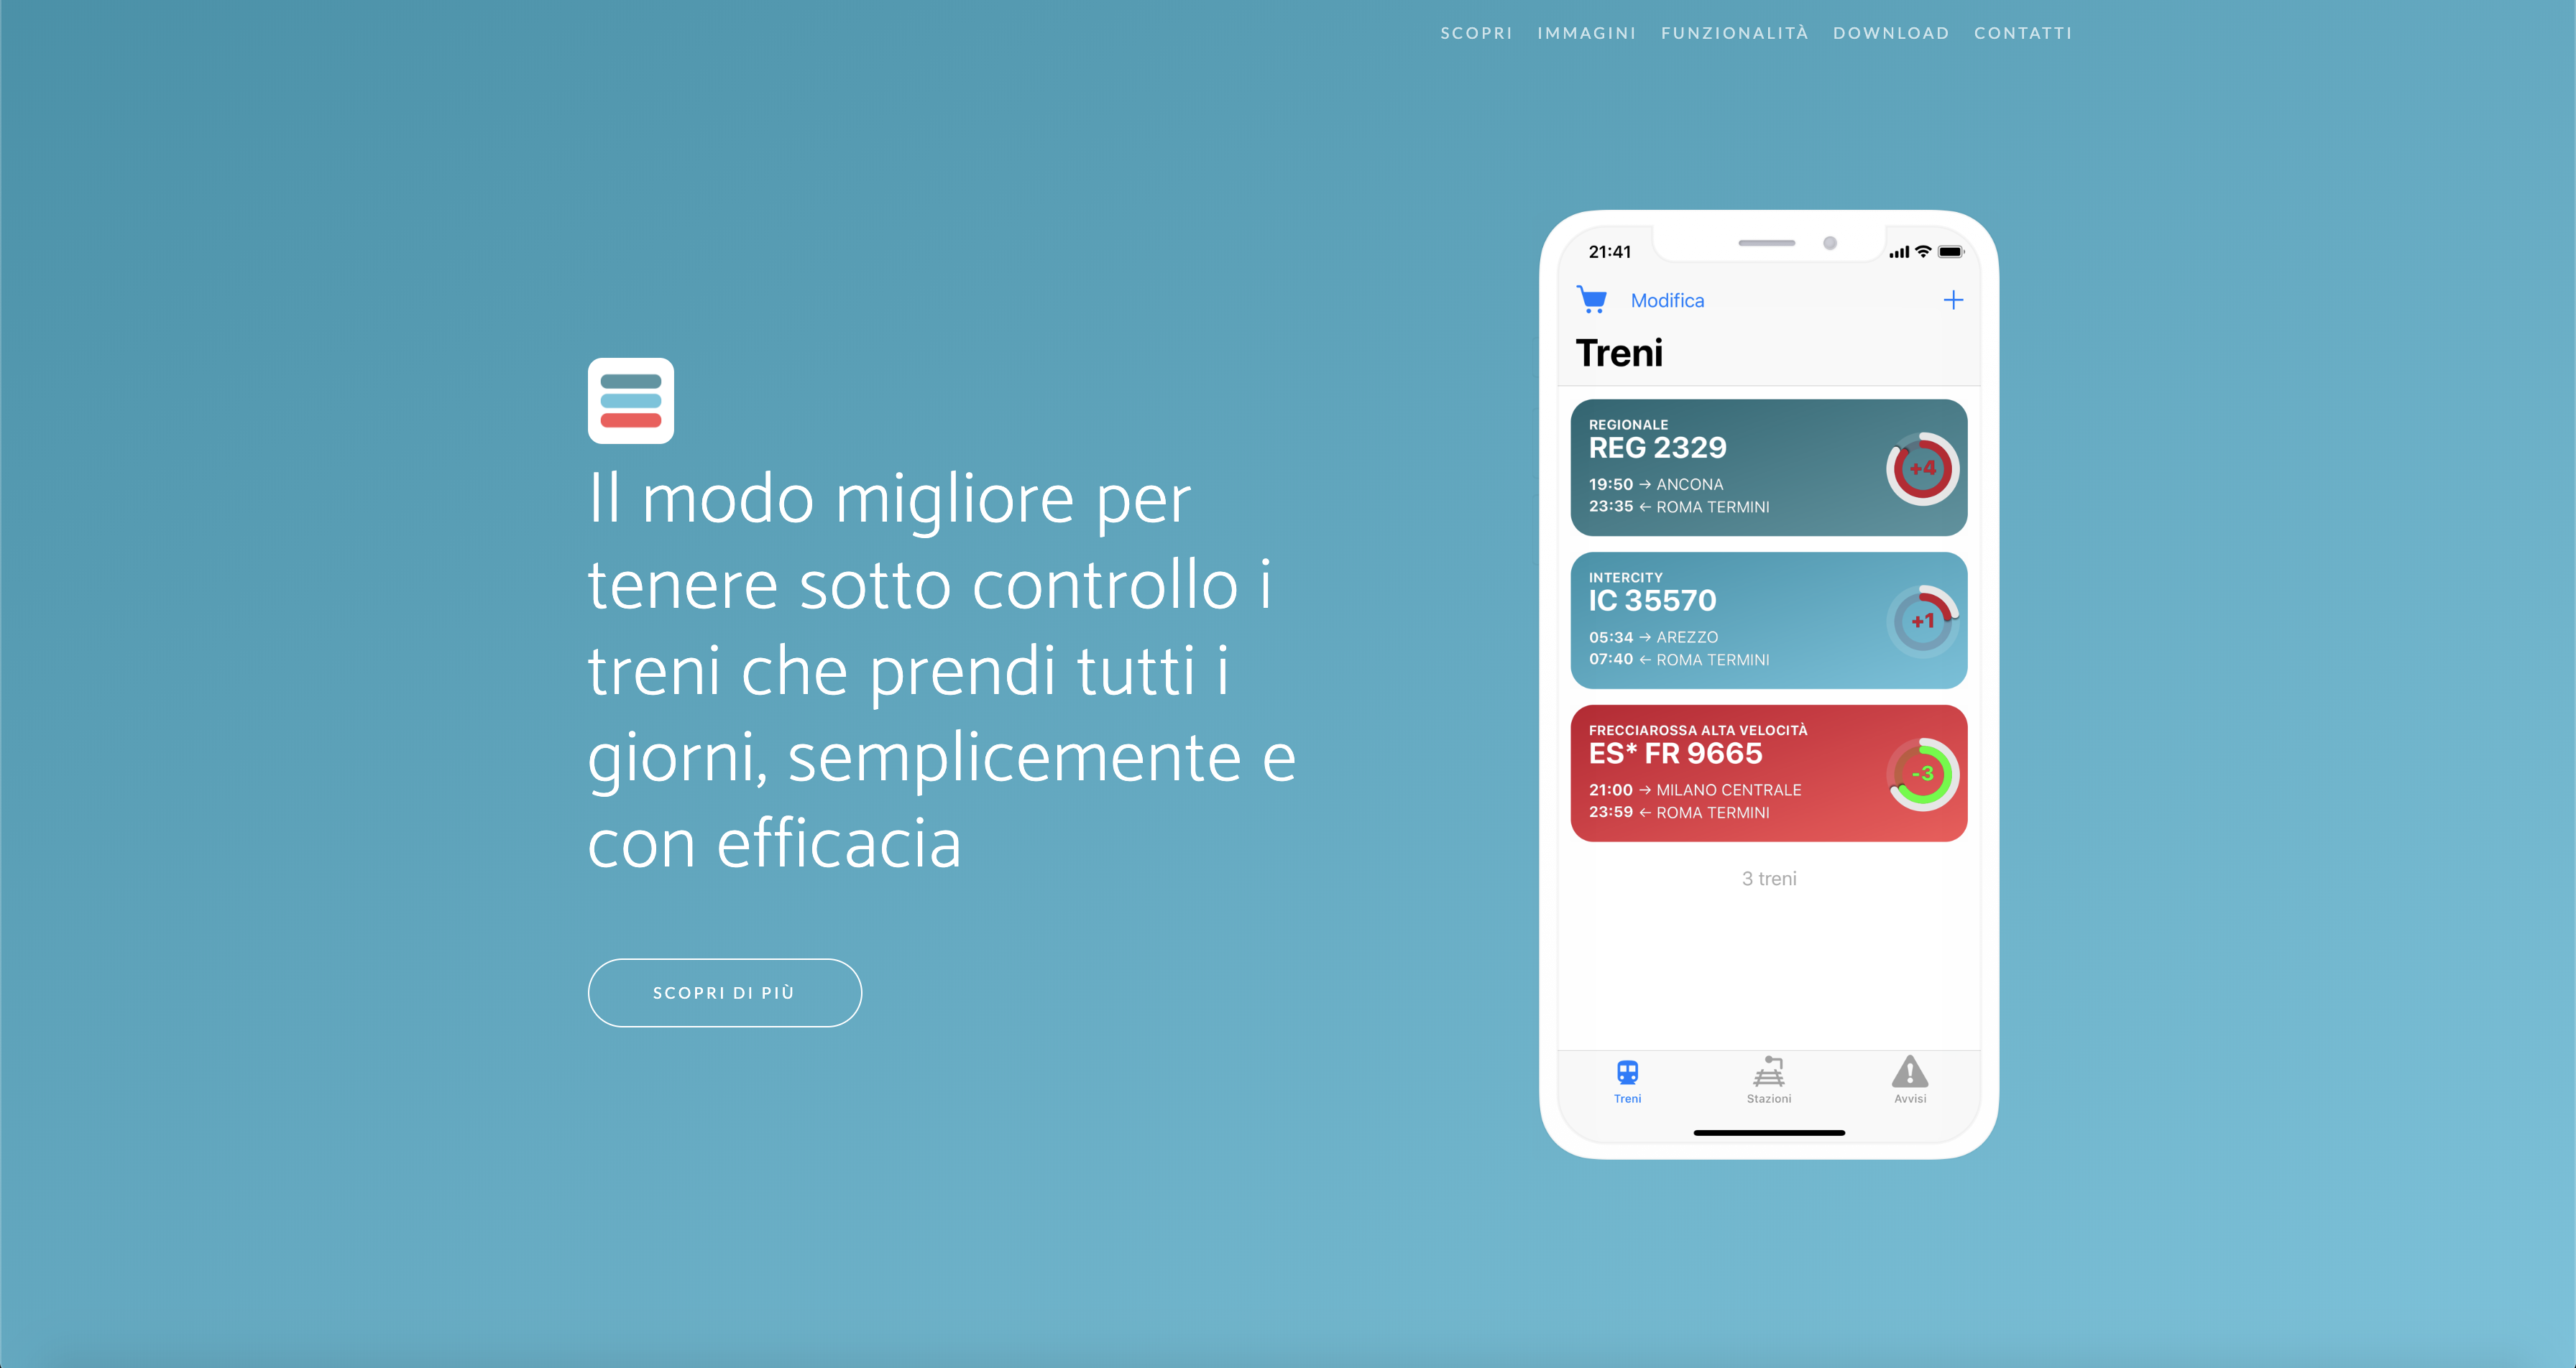 SCOPRI IMMAGINI FUNZIONALITÀ DOWNLOAD CONTATTI
Il modo migliore per
tenere sotto controllo i
treni che prendi tutti i
giorni, semplicemente e
con efficacia
SCOPRI DI PIÙ
21:41
Modifica +
Treni
REGIONALE
REG 2329
+4
19:50 → ANCONA
23:35 ← ROMA TERMINI
INTERCITY
IC 35570
+1
05:34 → AREZZO
07:40 ← ROMA TERMINI
FRECCIAROSSA ALTA VELOCITÀ
ES* FR 9665
-3
21:00 → MILANO CENTRALE
23:59 ← ROMA TERMINI
3 treni
Treni Stazioni Avvisi